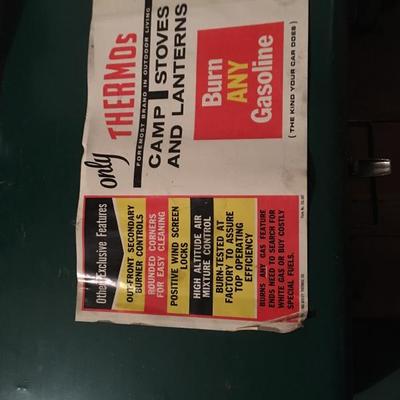 only THERMOS
FOREMOST BRAND IN OUTDOOR LIVING
CAMP STOVES
AND LANTERNS
Burn
ANY
Gasoline
(THE KIND YOUR CAR DOES)
Other Exclusive Features
OUT-FRONT SECONDARY
BURNER CONTROLS
ROUNDED CORNERS
FOR EASY CLEANING
POSITIVE WIND SCREEN
LOCKS
HIGH ALTITUDE AIR
MIXTURE CONTROL
BURN-TESTED AT
FACTORY TO ASSURE
TOP OPERATING
EFFICIENCY
BURNS ANY GAS FEATURE
ENDS NEED TO SEARCH FOR
WHITE GAS OR BUY COSTLY
SPECIAL FUELS.